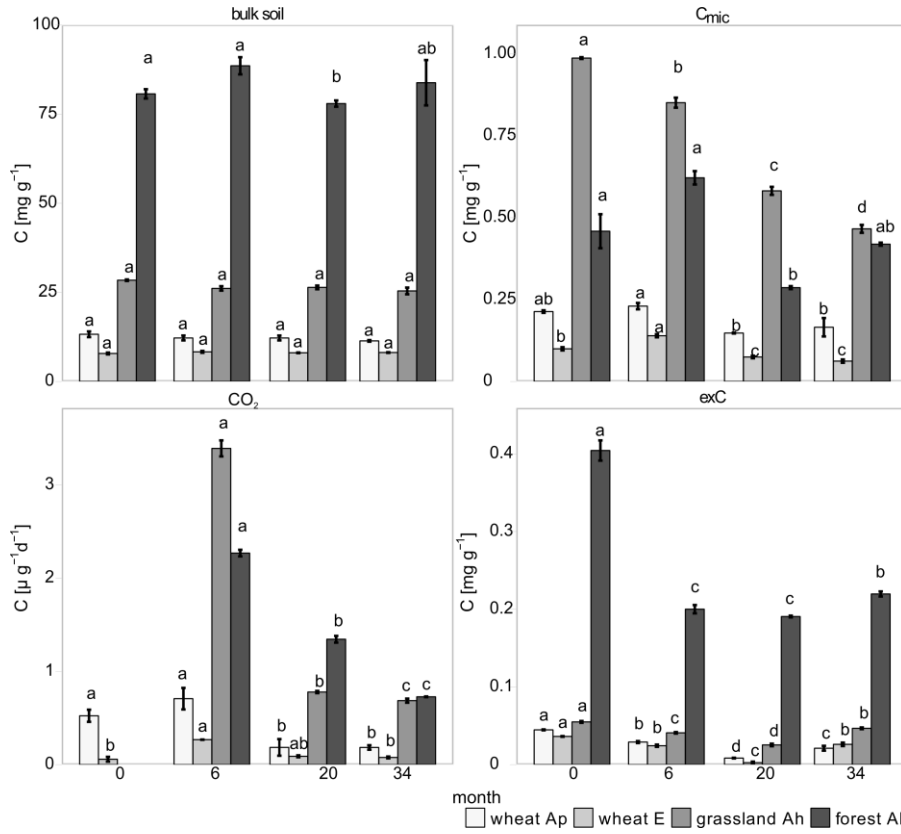 bulk soil
C [mg g⁻¹]
100
75
50
25
0
a a a a
a a a a
a a a b
a a a ab
Cmic
C [mg g⁻¹]
1.00
0.75
0.50
0.25
0
ab b a a
a a b a
b c c b
b c d ab
CO₂
C [µ g⁻¹d⁻¹]
3
2
1
0
a b
a a a
b ab b b
b b c c
0 6 20 34
exC
C [mg g⁻¹]
0.4
0.3
0.2
0.1
0
a a a a
b b c c
d c d c
c b b b
0 6 20 34
month
wheat Ap wheat E grassland Ah forest